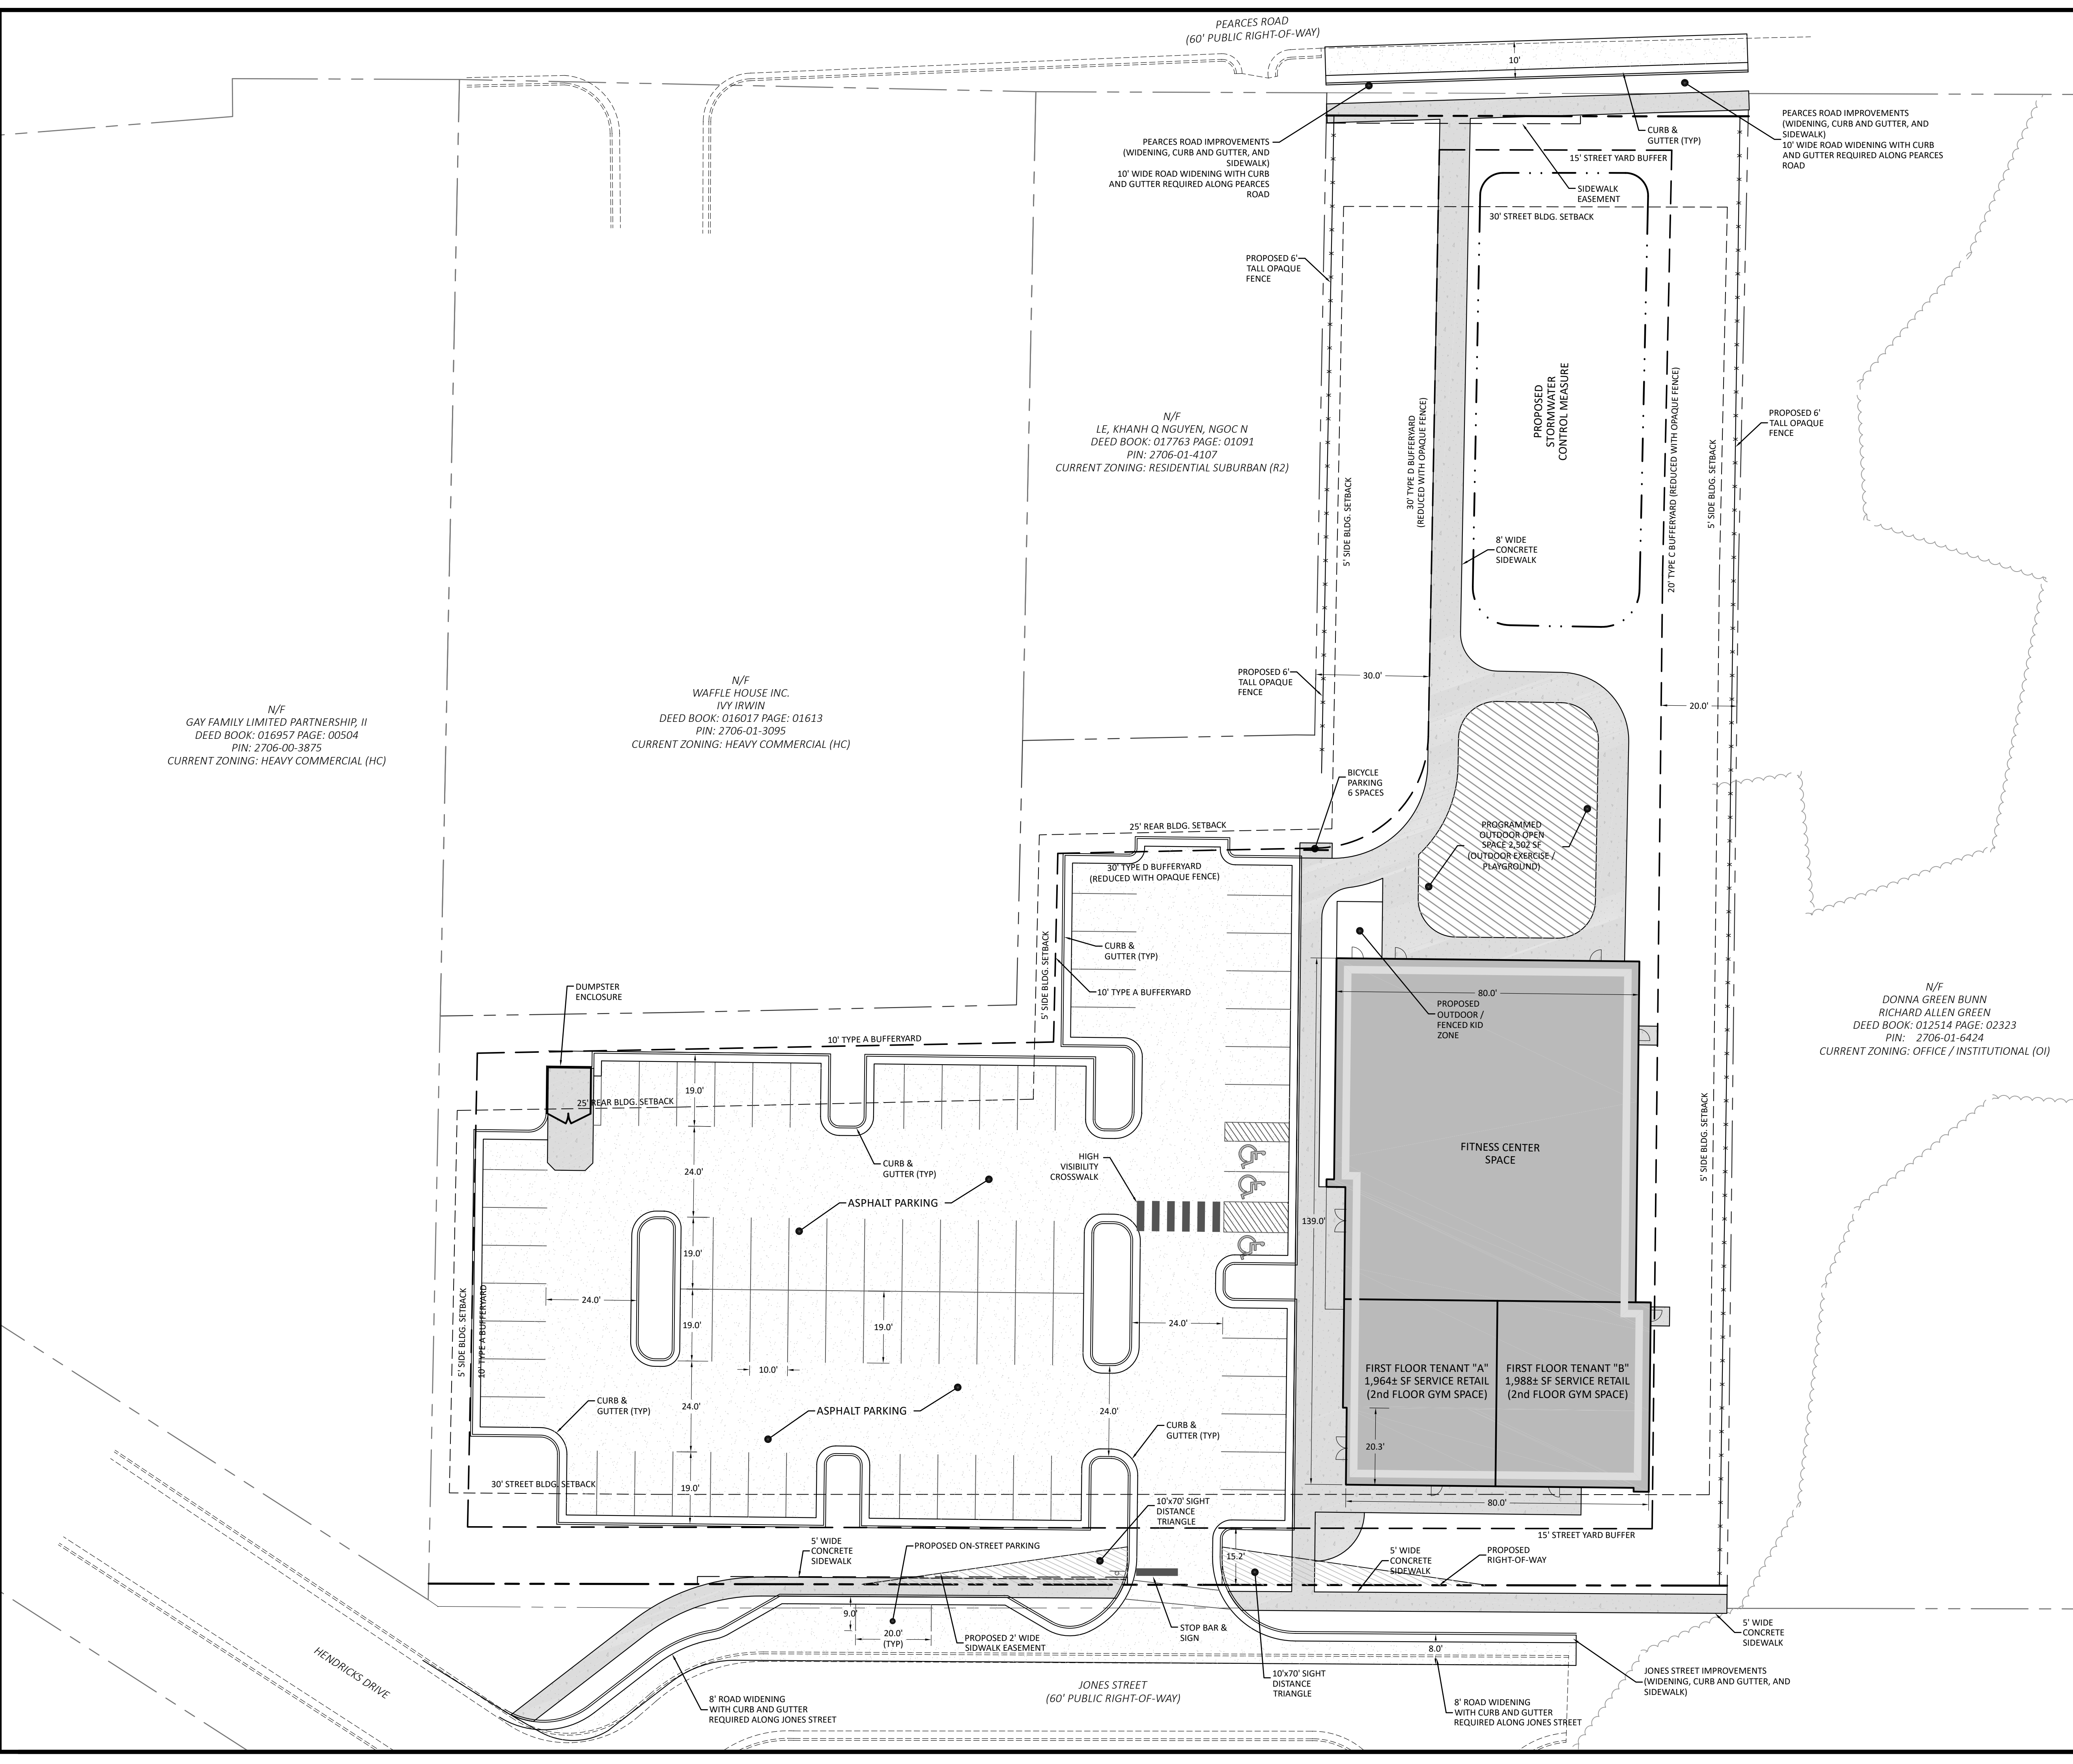 PEARCES ROAD
(60' PUBLIC RIGHT-OF-WAY)
10'
PEARCES ROAD IMPROVEMENTS
(WIDENING, CURB AND GUTTER, AND
SIDEWALK)
10' WIDE ROAD WIDENING WITH CURB
AND GUTTER REQUIRED ALONG PEARCES
ROAD
CURB &
GUTTER (TYP)
PEARCES ROAD IMPROVEMENTS
(WIDENING, CURB AND GUTTER, AND
SIDEWALK)
10' WIDE ROAD WIDENING WITH CURB
AND GUTTER REQUIRED ALONG PEARCES
ROAD
15' STREET YARD BUFFER
SIDEWALK
EASEMENT
30' STREET BLDG. SETBACK
PROPOSED 6'
TALL OPAQUE
FENCE
PROPOSED
STORMWATER
CONTROL MEASURE
30' TYPE D BUFFERYARD
(REDUCED WITH OPAQUE FENCE)
20' TYPE C BUFFERYARD (REDUCED WITH OPAQUE FENCE)
5' SIDE BLDG. SETBACK
5' SIDE BLDG. SETBACK
PROPOSED 6'
TALL OPAQUE
FENCE
N/F
LE, KHANH Q NGUYEN, NGOC N
DEED BOOK: 017763 PAGE: 01091
PIN: 2706-01-4107
CURRENT ZONING: RESIDENTIAL SUBURBAN (R2)
8' WIDE
CONCRETE
SIDEWALK
PROPOSED 6'
TALL OPAQUE
FENCE
30.0'
20.0'
N/F
WAFFLE HOUSE INC.
IVY IRWIN
DEED BOOK: 016017 PAGE: 01613
PIN: 2706-01-3095
CURRENT ZONING: HEAVY COMMERCIAL (HC)
N/F
GAY FAMILY LIMITED PARTNERSHIP, II
DEED BOOK: 016957 PAGE: 00504
PIN: 2706-00-3875
CURRENT ZONING: HEAVY COMMERCIAL (HC)
BICYCLE
PARKING
6 SPACES
25' REAR BLDG. SETBACK
PROGRAMMED
OUTDOOR OPEN
SPACE 2,502 SF
(OUTDOOR EXERCISE /
PLAYGROUND)
30' TYPE D BUFFERYARD
(REDUCED WITH OPAQUE FENCE)
CURB &
GUTTER (TYP)
5' SIDE BLDG. SETBACK
10' TYPE A BUFFERYARD
DUMPSTER
ENCLOSURE
80.0'
PROPOSED
OUTDOOR /
FENCED KID
ZONE
N/F
DONNA GREEN BUNN
RICHARD ALLEN GREEN
DEED BOOK: 012514 PAGE: 02323
PIN: 2706-01-6424
CURRENT ZONING: OFFICE / INSTITUTIONAL (OI)
10' TYPE A BUFFERYARD
19.0'
25' REAR BLDG. SETBACK
5' SIDE BLDG. SETBACK
FITNESS CENTER
SPACE
HIGH
VISIBILITY
CROSSWALK
CURB &
GUTTER (TYP)
24.0'
ASPHALT PARKING
139.0'
19.0'
24.0'
19.0'
19.0'
24.0'
5' SIDE BLDG. SETBACK
10' TYPE A BUFFERYARD
10.0'
FIRST FLOOR TENANT "A"
1,964± SF SERVICE RETAIL
(2nd FLOOR GYM SPACE)
FIRST FLOOR TENANT "B"
1,988± SF SERVICE RETAIL
(2nd FLOOR GYM SPACE)
CURB &
GUTTER (TYP)
24.0'
ASPHALT PARKING
24.0'
CURB &
GUTTER (TYP)
20.3'
30' STREET BLDG. SETBACK
19.0'
80.0'
10'x70' SIGHT
DISTANCE
TRIANGLE
15' STREET YARD BUFFER
5' WIDE
CONCRETE
SIDEWALK
PROPOSED ON-STREET PARKING
15.2'
5' WIDE
CONCRETE
SIDEWALK
PROPOSED
RIGHT-OF-WAY
9.0'
20.0'
(TYP)
PROPOSED 2' WIDE
SIDWALK EASEMENT
STOP BAR &
SIGN
8.0'
5' WIDE
CONCRETE
SIDEWALK
HENDRICKS DRIVE
JONES STREET
(60' PUBLIC RIGHT-OF-WAY)
10'x70' SIGHT
DISTANCE
TRIANGLE
JONES STREET IMPROVEMENTS
(WIDENING, CURB AND GUTTER, AND
SIDEWALK)
8' ROAD WIDENING
WITH CURB AND GUTTER
REQUIRED ALONG JONES STREET
8' ROAD WIDENING
WITH CURB AND GUTTER
REQUIRED ALONG JONES STREET